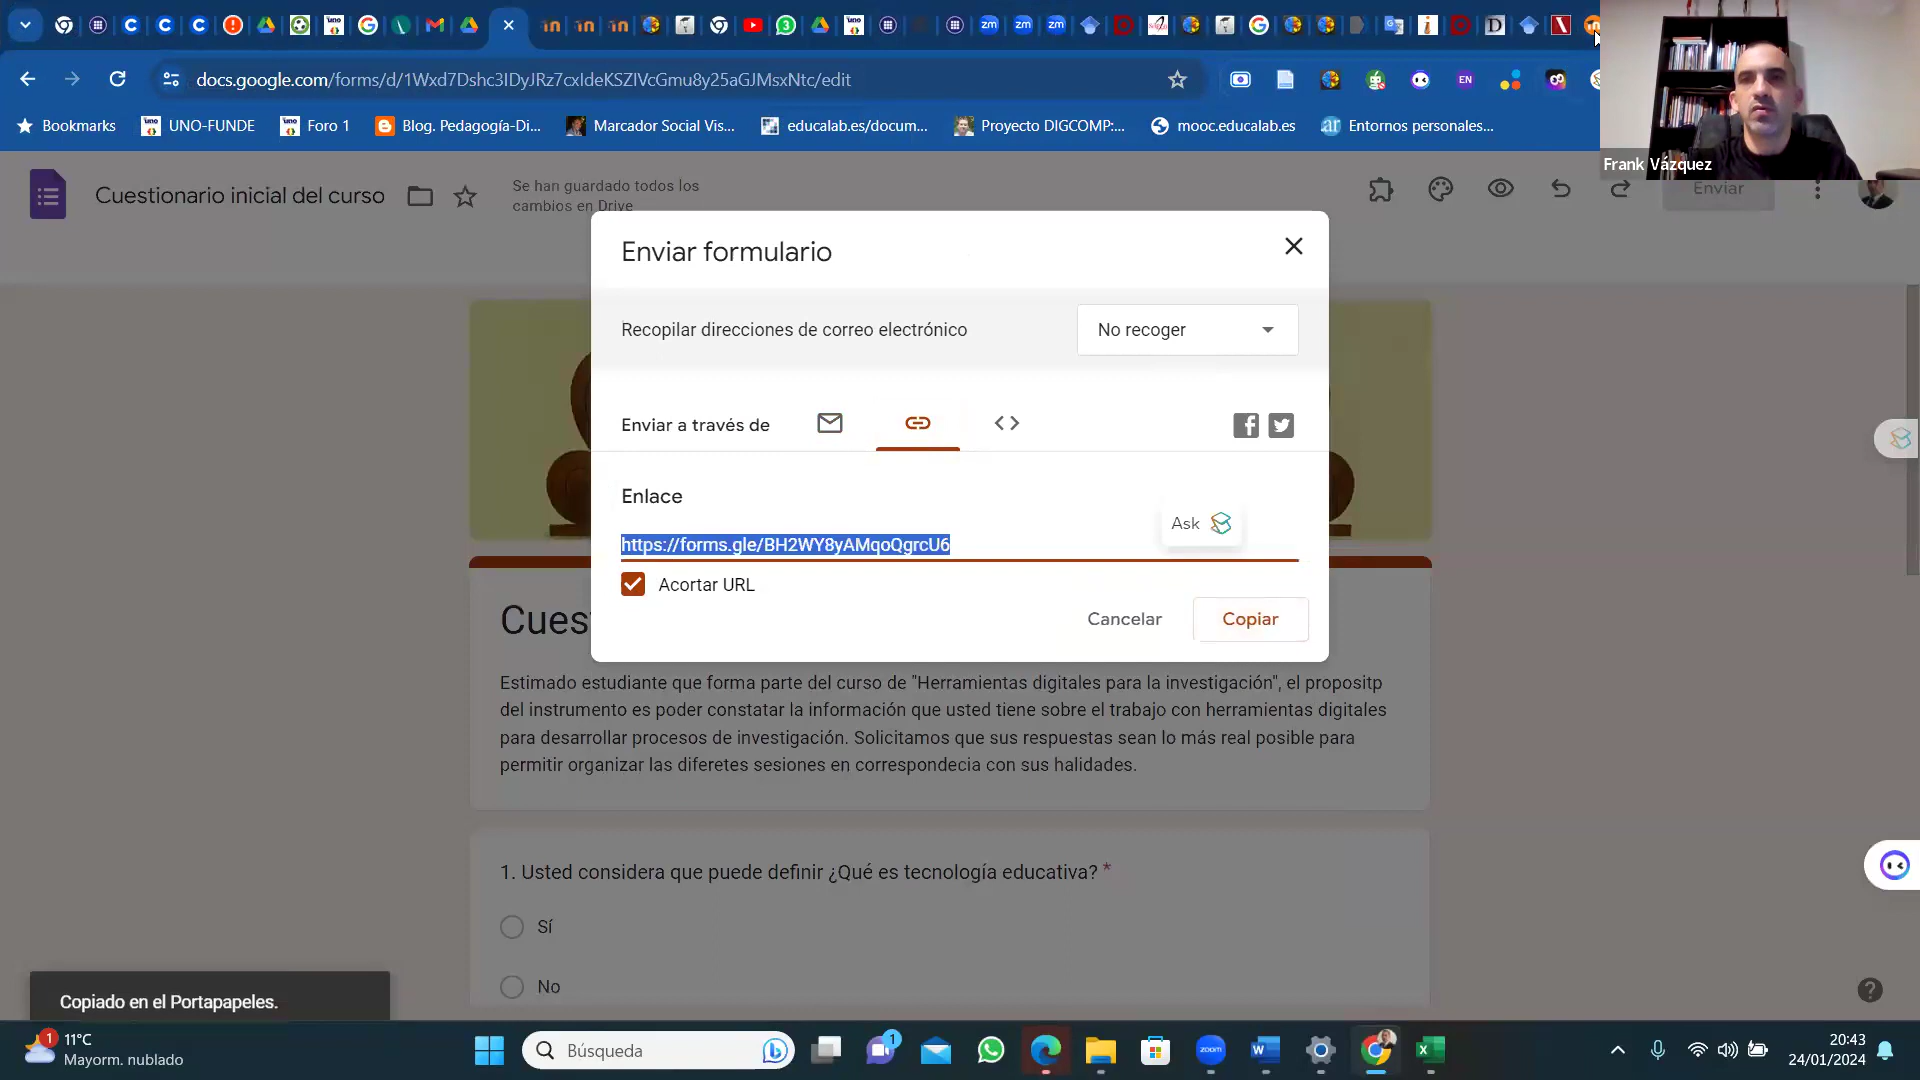 docs.google.com/forms/d/1Wxd7Dshc3IDyJRz7cxIdeKSZIVcGmu8y25aGJMsxNtc/edit
Bookmarks
UNO-FUNDE
Foro 1
Blog. Pedagogía-Di...
Marcador Social Vis...
educalab.es/docum...
Proyecto DIGCOMP:...
mooc.educalab.es
Entornos personales...
Frank Vázquez
Cuestionario inicial del curso
Se han guardado todos los
cambios en Drive
Enviar
Enviar formulario
Recopilar direcciones de correo electrónico
No recoger
Enviar a través de
Enlace
Ask
https://forms.gle/BH2WY8yAMqoQgrcU6
Acortar URL
Cancelar
Copiar
Cues
Estimado estudiante que forma parte del curso de "Herramientas digitales para la investigación", el propositp
del instrumento es poder constatar la información que usted tiene sobre el trabajo con herramientas digitales
para desarrollar procesos de investigación. Solicitamos que sus respuestas sean lo más real posible para
permitir organizar las diferetes sesiones en correspondecia con sus halidades.
1. Usted considera que puede definir ¿Qué es tecnología educativa? *
Sí
No
Copiado en el Portapapeles.
1
11°C
Mayorm. nublado
Búsqueda
1
zoom
20:43
24/01/2024